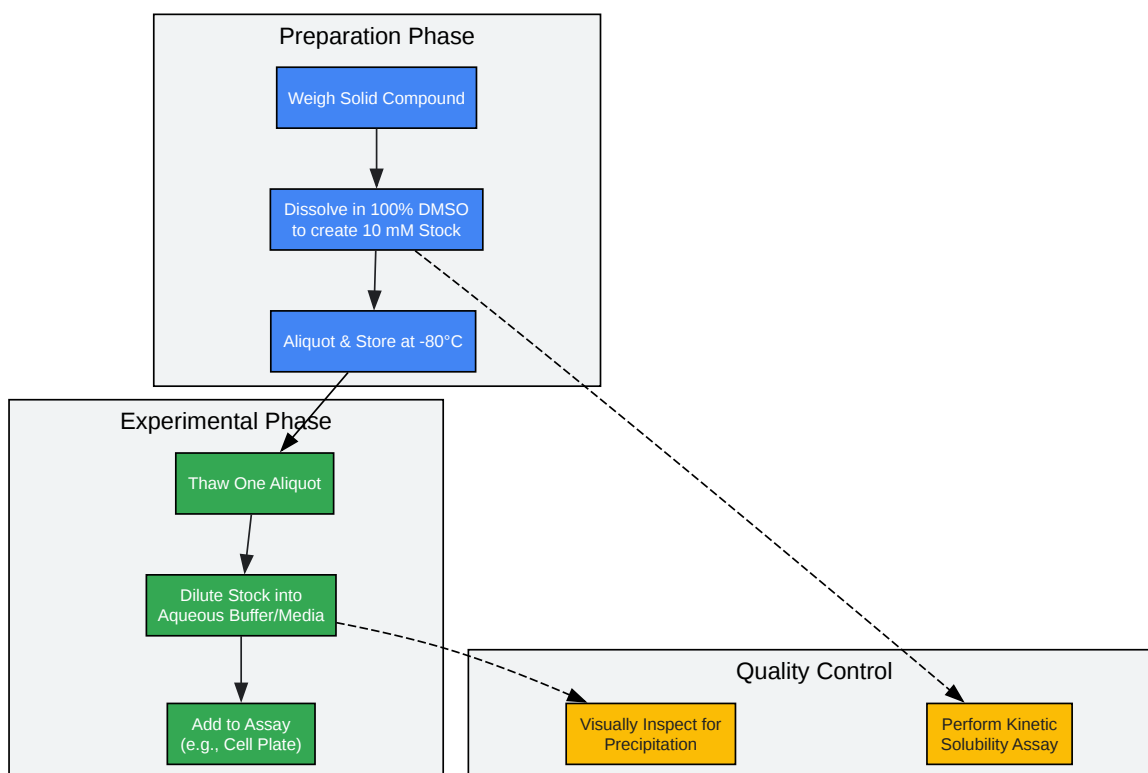 Preparation Phase
Weigh Solid Compound
Dissolve in 100% DMSO
to create 10 mM Stock
Aliquot & Store at -80°C
Experimental Phase
Thaw One Aliquot
Dilute Stock into
Aqueous Buffer/Media
Add to Assay
(e.g., Cell Plate)
Quality Control
Visually Inspect for
Precipitation
Perform Kinetic
Solubility Assay